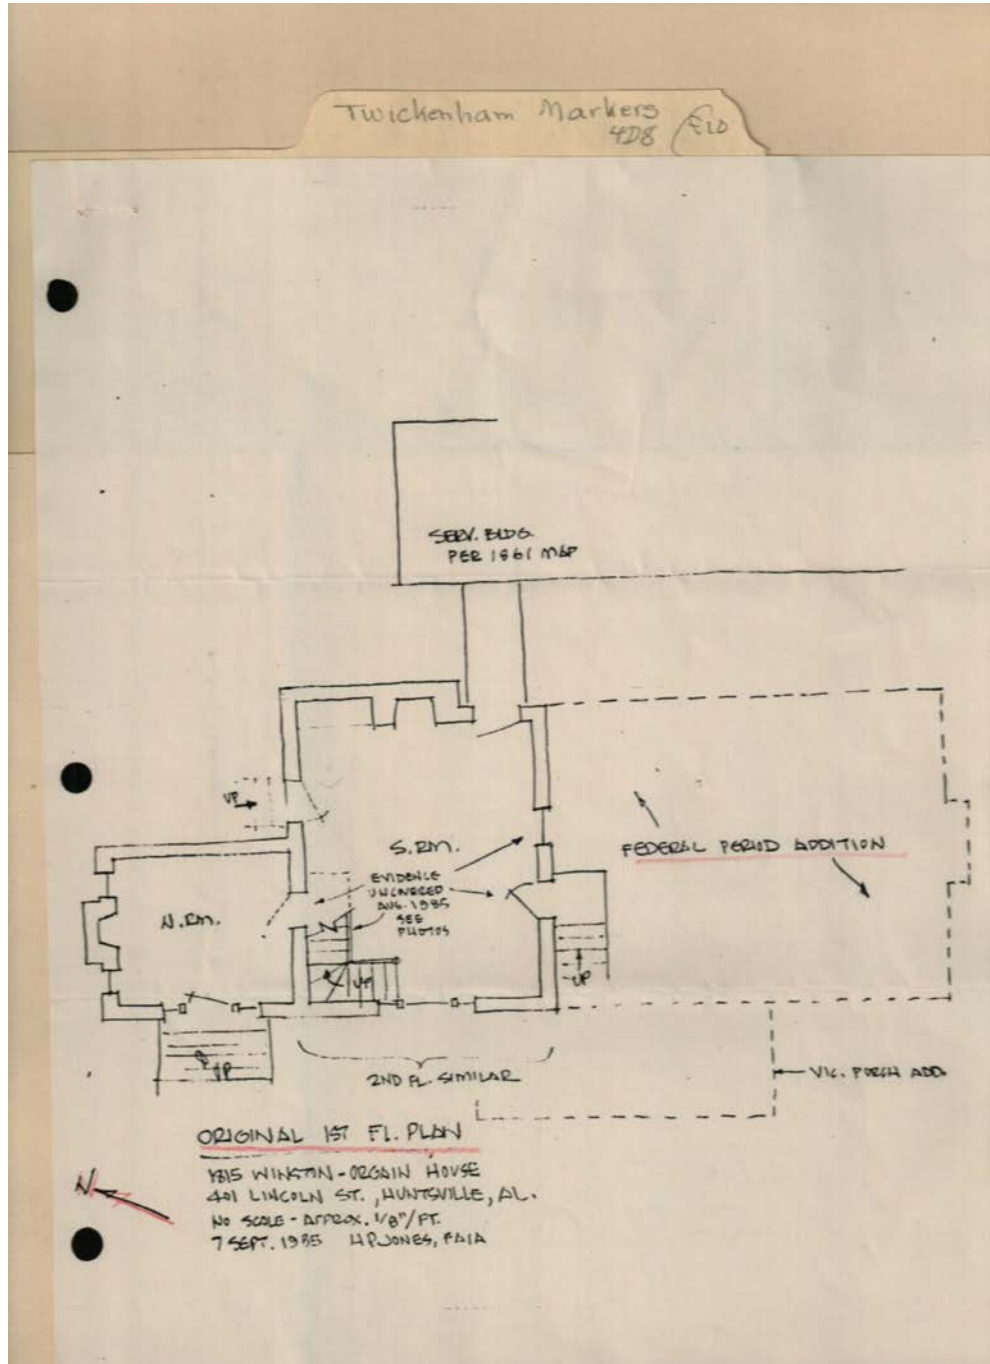 Twickenham Markers
4D8
SERV. BLDG.
PER 1861 MAP
UP
S.RM.
FEDERAL PERIOD ADDITION
EVIDENCE
UNCOVERED
AUG. 1985
SEE
PHOTOS
N.RM.
UP
UP
UP
2ND FL. SIMILAR
VIC. PORCH ADD.
ORIGINAL 1ST FL. PLAN
1815 WINSTON-ORGAIN HOUSE
401 LINCOLN ST., HUNTSVILLE, AL.
NO SCALE - APPROX. 1/8"/FT.
7 SEPT. 1985 HPJONES, FAIA
N